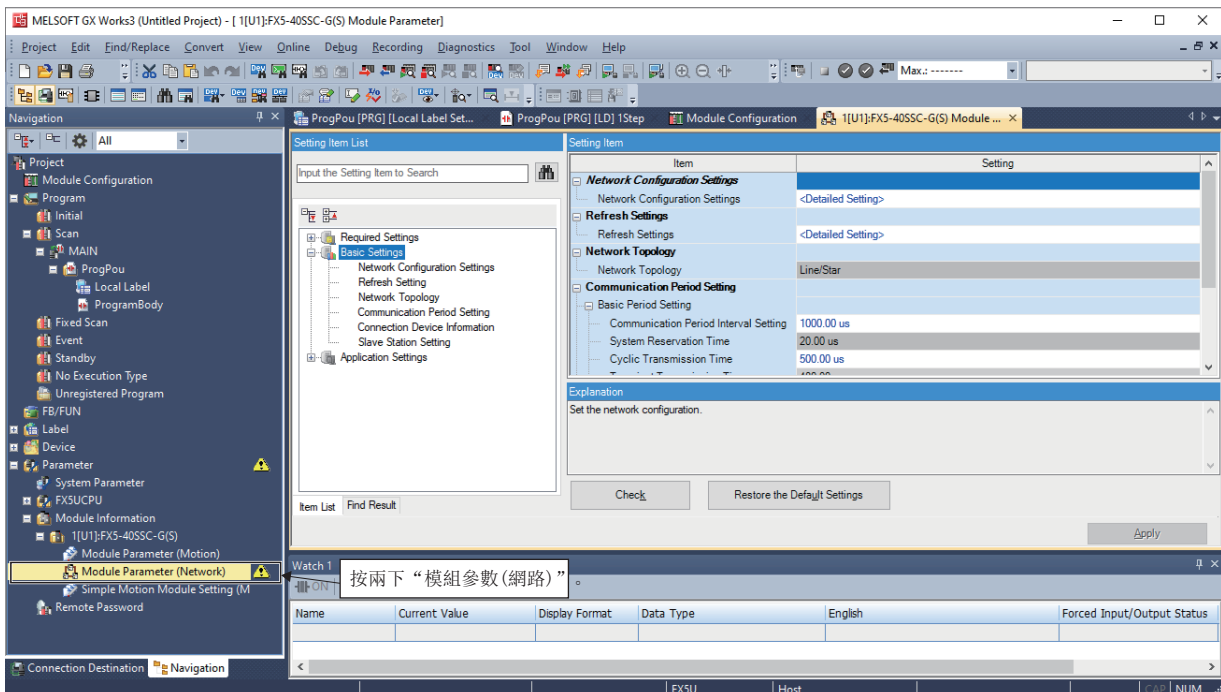 MELSOFT GX Works3 (Untitled Project) - [ 1[U1]:FX5-40SSC-G(S) Module Parameter]
Project Edit Find/Replace Convert View Online Debug Recording Diagnostics Tool Window Help
Max.: -------
Navigation
ProgPou [PRG] [Local Label Set...
ProgPou [PRG] [LD] 1Step
Module Configuration
1[U1]:FX5-40SSC-G(S) Module ...
All
Project
Module Configuration
Program
Initial
Scan
MAIN
ProgPou
Local Label
ProgramBody
Fixed Scan
Event
Standby
No Execution Type
Unregistered Program
FB/FUN
Label
Device
Parameter
System Parameter
FX5UCPU
Module Information
1[U1]:FX5-40SSC-G(S)
Module Parameter (Motion)
Module Parameter (Network)
Simple Motion Module Setting (M
Remote Password
Connection Destination
Navigation
Setting Item List
Input the Setting Item to Search
Required Settings
Basic Settings
Network Configuration Settings
Refresh Setting
Network Topology
Communication Period Setting
Connection Device Information
Slave Station Setting
Application Settings
Item List
Find Result
Setting Item
Item Setting
Network Configuration Settings
Network Configuration Settings <Detailed Setting>
Refresh Settings
Refresh Settings <Detailed Setting>
Network Topology
Network Topology Line/Star
Communication Period Setting
Basic Period Setting
Communication Period Interval Setting 1000.00 us
System Reservation Time 20.00 us
Cyclic Transmission Time 500.00 us
Explanation
Set the network configuration.
Check
Restore the Default Settings
Apply
Watch 1
ON
按兩下“模組參數(網路)”。
Name Current Value Display Format Data Type English Forced Input/Output Status
FX5U Host CAP NUM